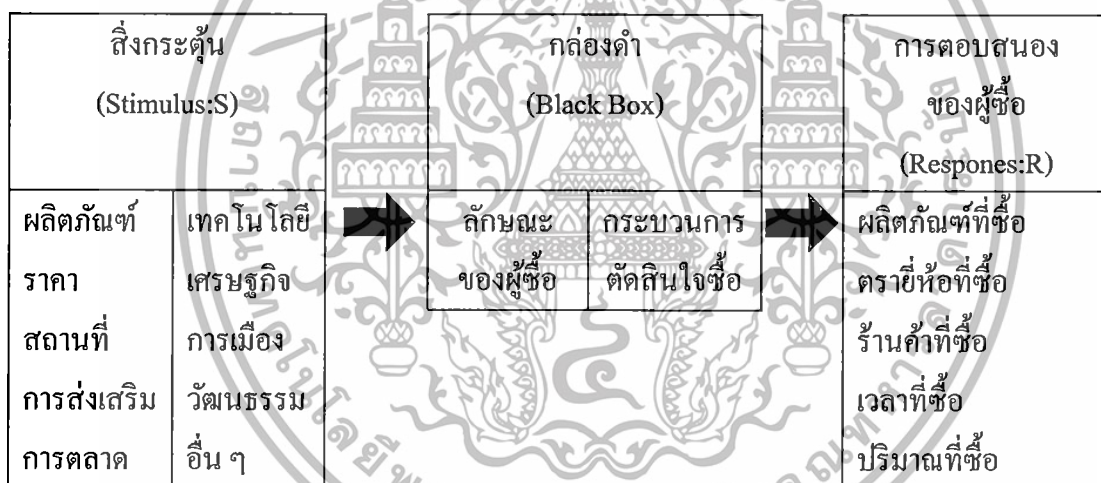 สิ่งกระตุ้น
(Stimulus:S)
ผลิตภัณฑ์
ราคา
สถานที่
การส่งเสริม
การตลาด
เทคโนโลยี
เศรษฐกิจ
การเมือง
วัฒนธรรม
อื่น ๆ
กล่องดำ
(Black Box)
ลักษณะ
ของผู้ซื้อ
กระบวนการ
ตัดสินใจซื้อ
การตอบสนอง
ของผู้ซื้อ
(Respones:R)
ผลิตภัณฑ์ที่ซื้อ
ตรายี่ห้อที่ซื้อ
ร้านค้าที่ซื้อ
เวลาที่ซื้อ
ปริมาณที่ซื้อ